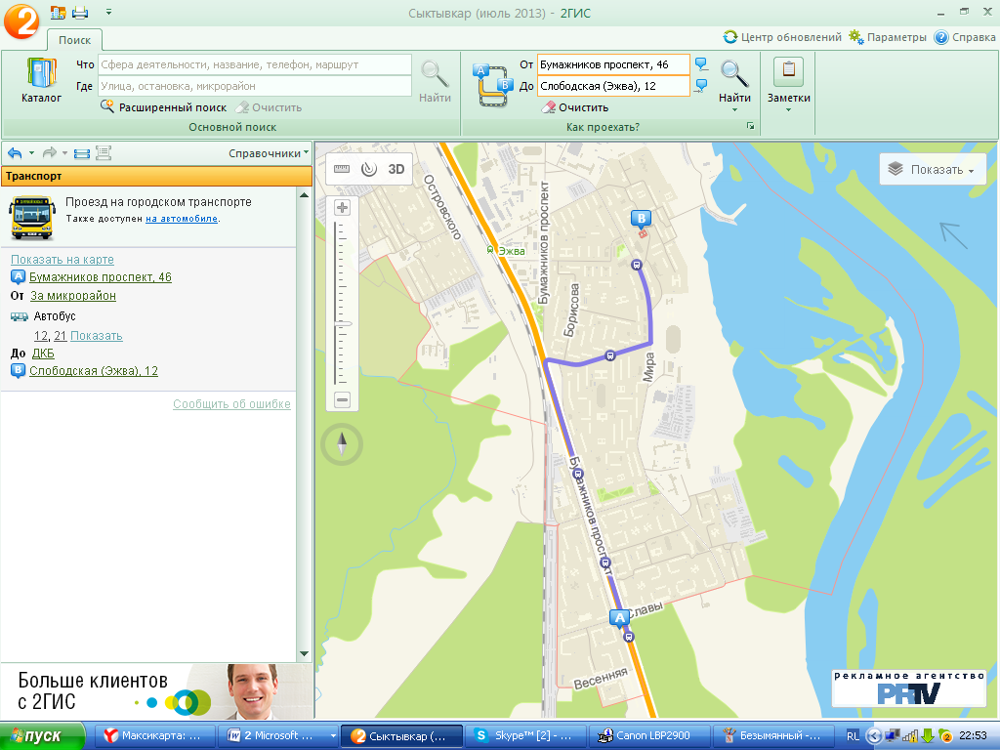 Сыктывкар (июль 2013) - 2ГИС
Поиск
Центр обновлений
Параметры
Справка
Что
Сфера деятельности, название, телефон, маршрут
Где
Улица, остановка, микрорайон
Каталог
Расширенный поиск
Очистить
Найти
Основной поиск
От
Бумажников проспект, 46
До
Слободская (Эжва), 12
Очистить
Найти
Как проехать?
Заметки
Справочники
Транспорт
Проезд на городском транспорте
Также доступен на автомобиле.
Показать на карте
A Бумажников проспект, 46
От За микрорайон
Автобус
12, 21 Показать
До ДКБ
B Слободская (Эжва), 12
Сообщить об ошибке
Больше клиентов
с 2ГИС
3D
Показать
Островского
Бумажников проспект
Эжва
Борисова
Мира
B
Бумажников проспект
A
Славы
Весенняя
рекламное агентство
PRTV
пуск
Максикарта: ...
2 Microsoft ...
Сыктывкар (...
Skype™ [2] - ...
Canon LBP2900
Безымянный -...
RL
22:53